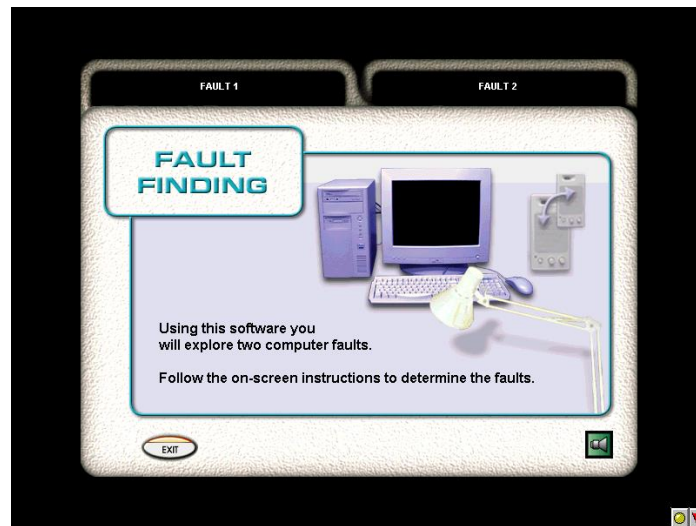 FAULT 1
FAULT 2
FAULT
FINDING
Using this software you
will explore two computer faults.
Follow the on-screen instructions to determine the faults.
EXIT